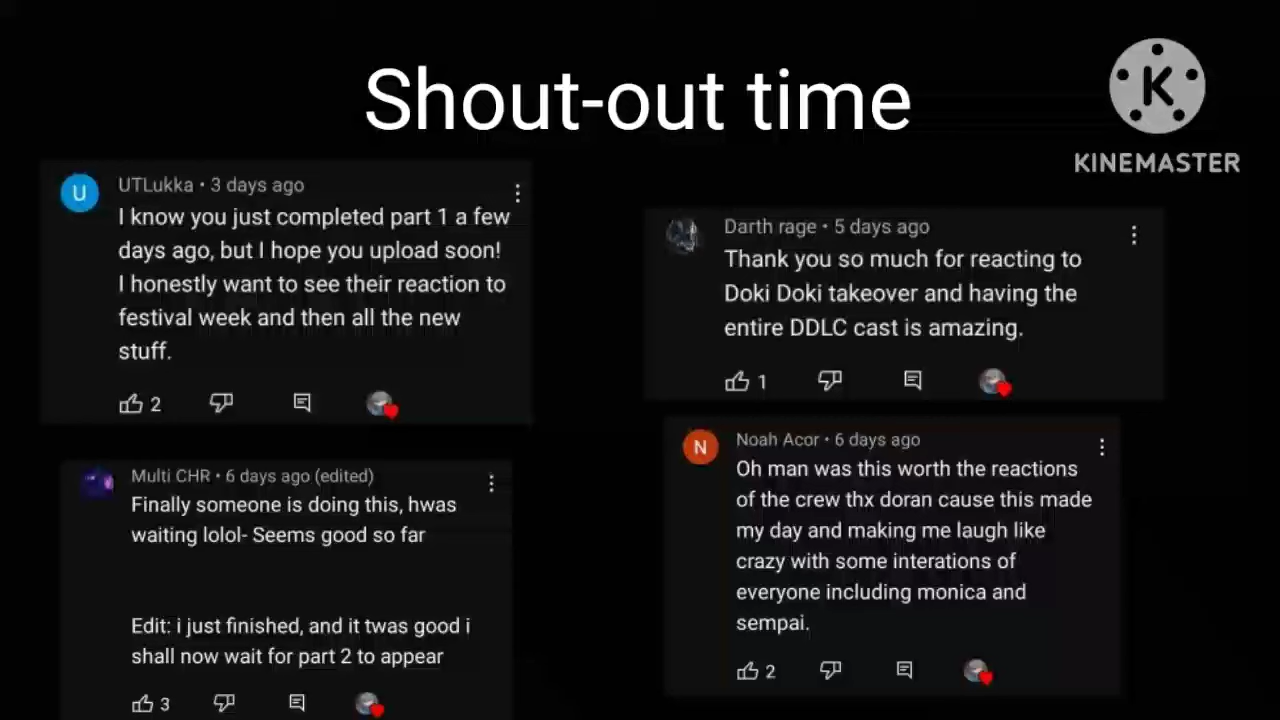 Shout-out time
K
KINEMASTER
U
UTLukka • 3 days ago
I know you just completed part 1 a few
days ago, but I hope you upload soon!
I honestly want to see their reaction to
festival week and then all the new
stuff.
2
Darth rage • 5 days ago
Thank you so much for reacting to
Doki Doki takeover and having the
entire DDLC cast is amazing.
1
Multi CHR • 6 days ago (edited)
Finally someone is doing this, hwas
waiting lolol- Seems good so far
Edit: i just finished, and it twas good i
shall now wait for part 2 to appear
3
N
Noah Acor • 6 days ago
Oh man was this worth the reactions
of the crew thx doran cause this made
my day and making me laugh like
crazy with some interations of
everyone including monica and
sempai.
2